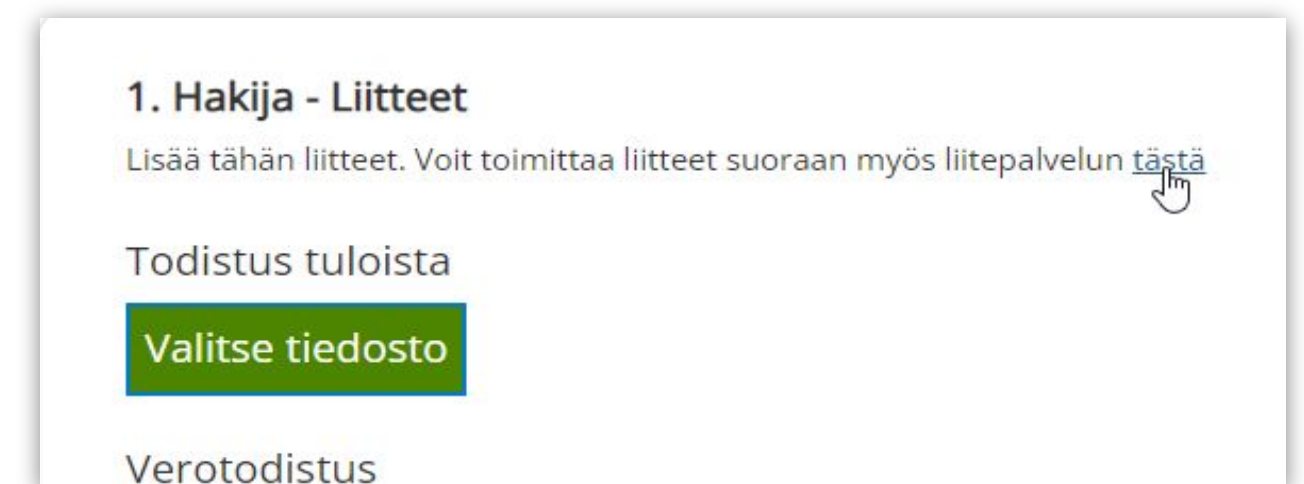 1. Hakija - Liitteet
Lisää tähän liitteet. Voit toimittaa liitteet suoraan myös liitepalvelun tästä
Todistus tuloista
Valitse tiedosto
Verotodistus